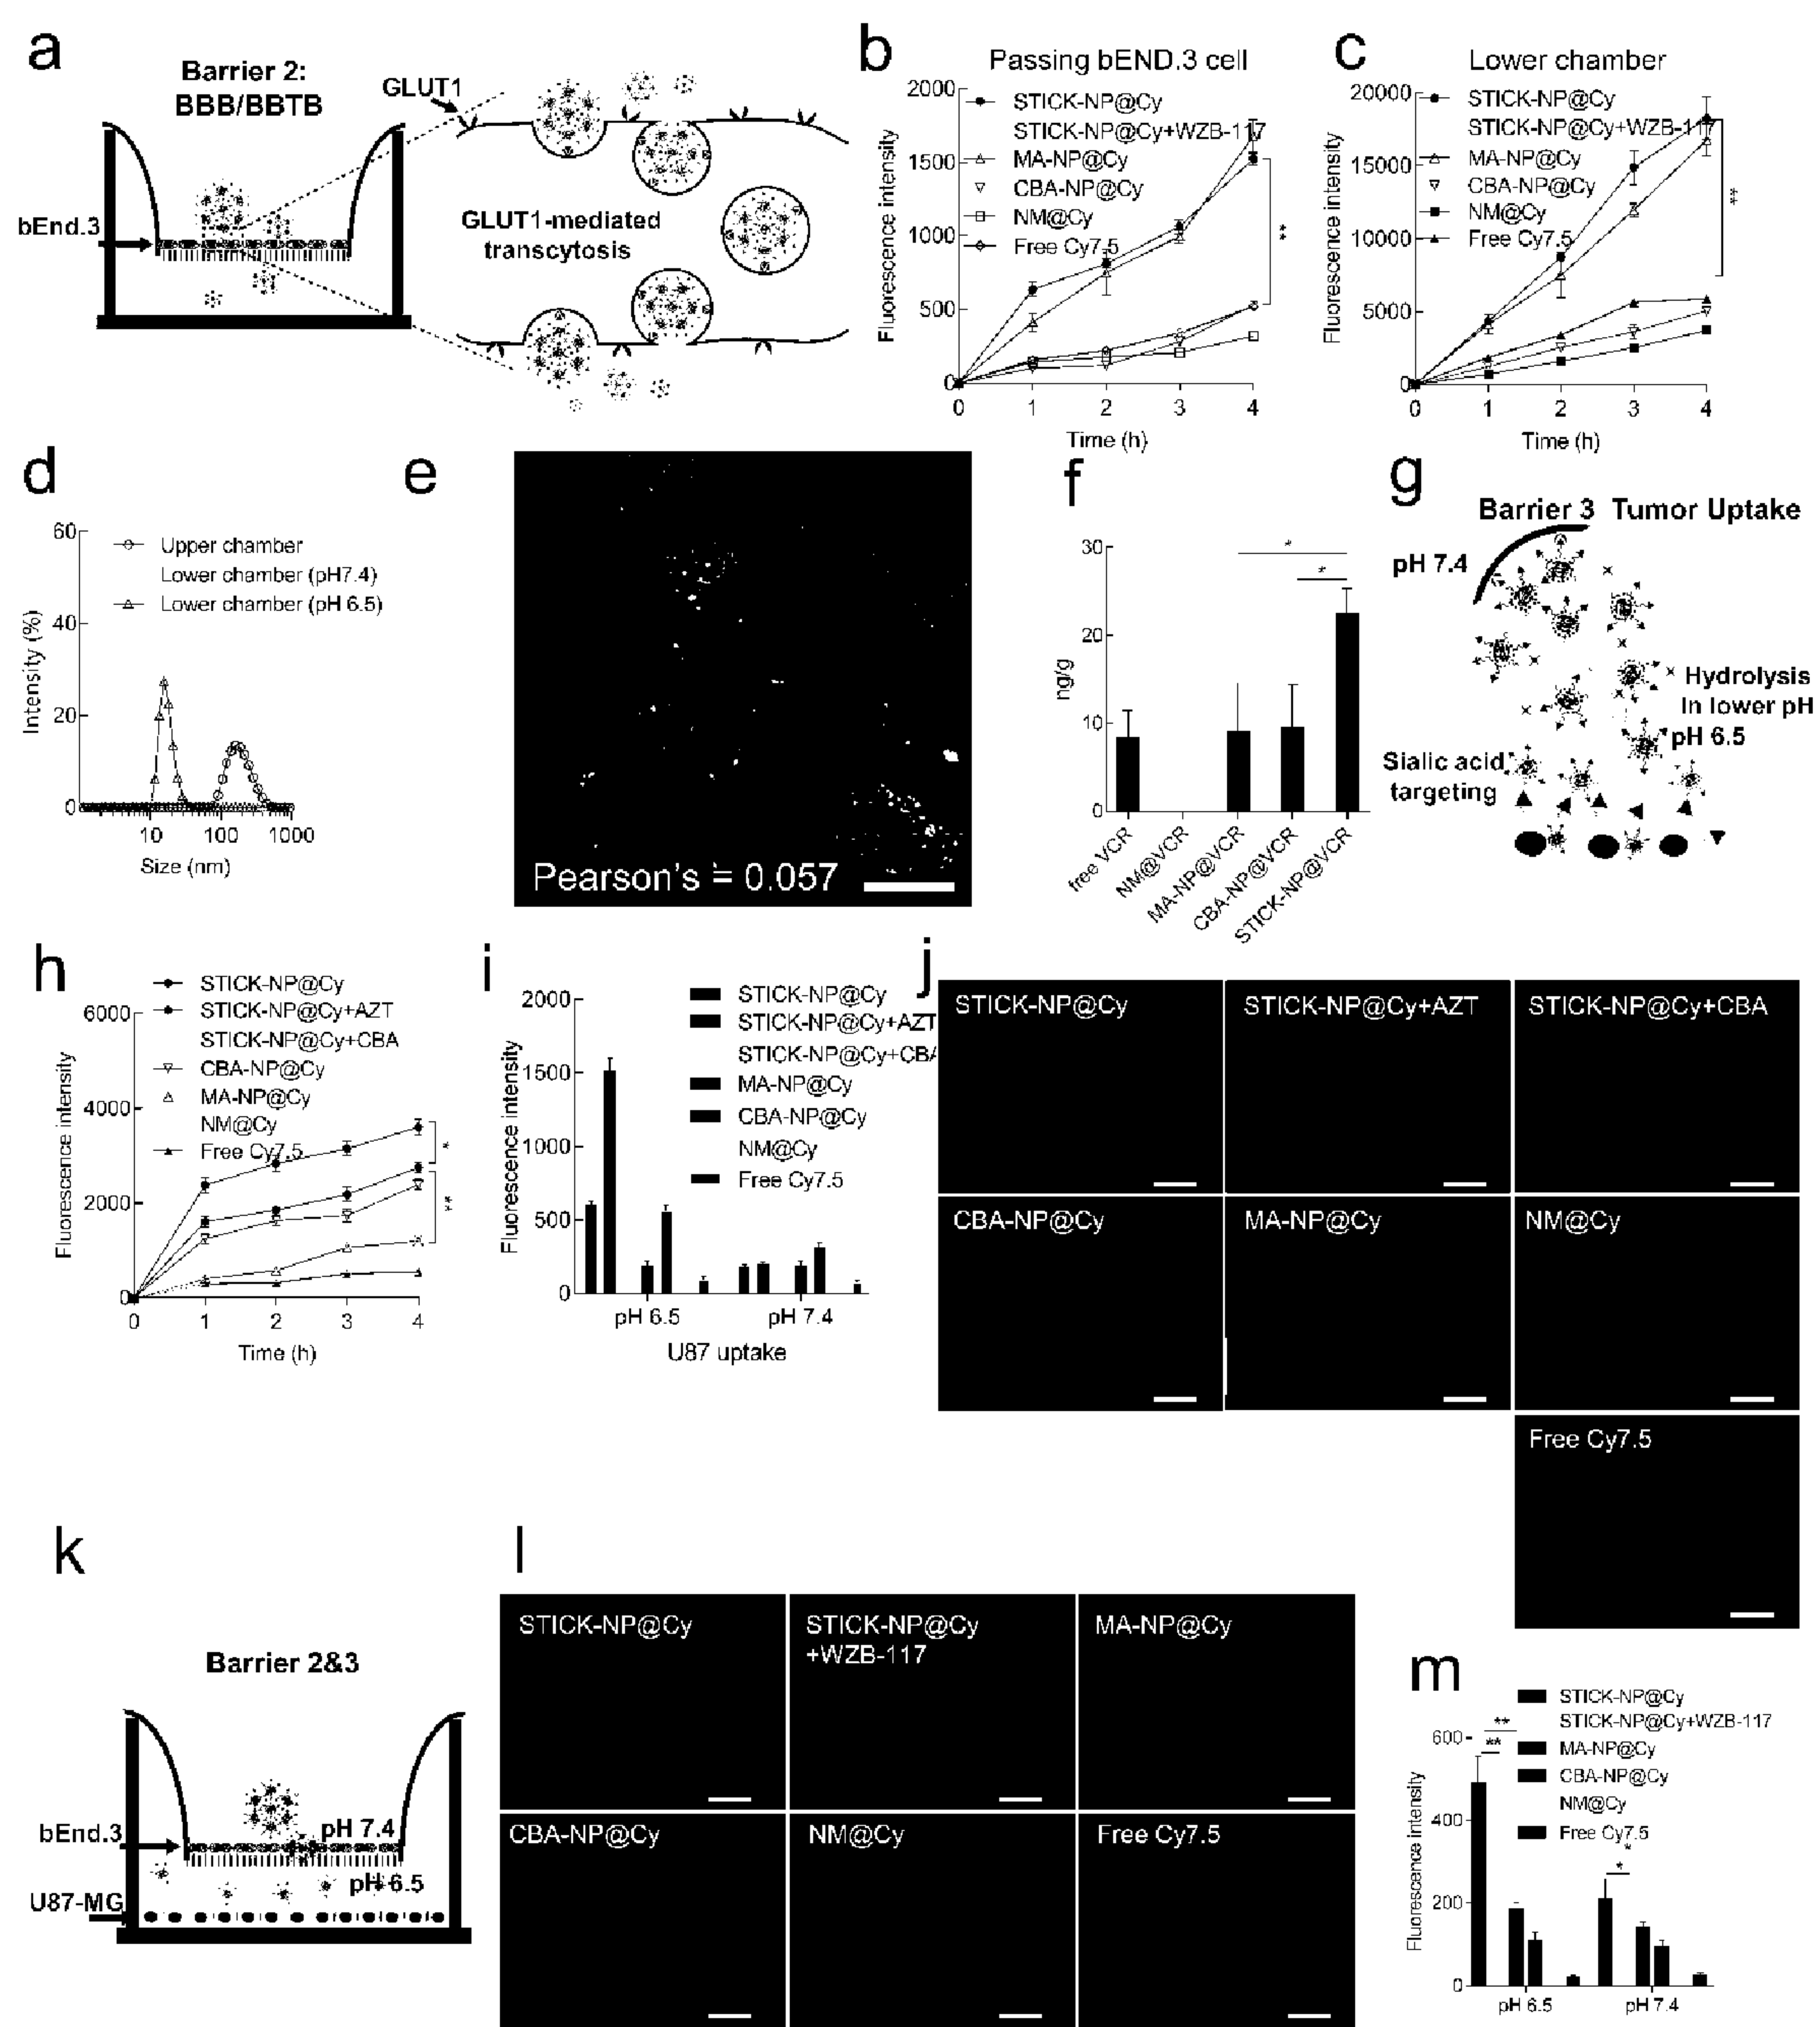 a
Barrier 2:
BBB/BBTB
GLUT1
bEnd.3
GLUT1-mediated
transcytosis
b
Passing bEND.3 cell
2000
1500
1000
500
0
Fluorescence intensity
STICK-NP@Cy
STICK-NP@Cy+WZB-117
MA-NP@Cy
CBA-NP@Cy
NM@Cy
Free Cy7.5
**
0 1 2 3 4
Time (h)
c
Lower chamber
20000
15000
10000
5000
0
Fluorescence intensity
STICK-NP@Cy
STICK-NP@Cy+WZB-117
MA-NP@Cy
CBA-NP@Cy
NM@Cy
Free Cy7.5
**
0 1 2 3 4
Time (h)
d
60
40
20
0
Intensity (%)
Upper chamber
Lower chamber (pH7.4)
Lower chamber (pH 6.5)
10 100 1000
Size (nm)
e
Pearson's = 0.057
f
30
20
10
0
ng/g
*
*
free VCR
NM@VCR
MA-NP@VCR
CBA-NP@VCR
STICK-NP@VCR
g
Barrier 3 Tumor Uptake
pH 7.4
Hydrolysis
In lower pH
pH 6.5
Sialic acid
targeting
h
6000
4000
2000
0
Fluorescence intensity
STICK-NP@Cy
STICK-NP@Cy+AZT
STICK-NP@Cy+CBA
CBA-NP@Cy
MA-NP@Cy
NM@Cy
Free Cy7.5
*
**
0 1 2 3 4
Time (h)
i
2000
1500
1000
500
0
Fluorescence intensity
STICK-NP@Cy
STICK-NP@Cy+AZT
STICK-NP@Cy+CBA
MA-NP@Cy
CBA-NP@Cy
NM@Cy
Free Cy7.5
pH 6.5 pH 7.4
U87 uptake
j
STICK-NP@Cy
STICK-NP@Cy+AZT
STICK-NP@Cy+CBA
CBA-NP@Cy
MA-NP@Cy
NM@Cy
Free Cy7.5
k
Barrier 2&3
bEnd.3
pH 7.4
pH 6.5
U87-MG
l
STICK-NP@Cy
STICK-NP@Cy
+WZB-117
MA-NP@Cy
CBA-NP@Cy
NM@Cy
Free Cy7.5
m
600
400
200
0
Fluorescence intensity
STICK-NP@Cy
STICK-NP@Cy+WZB-117
MA-NP@Cy
CBA-NP@Cy
NM@Cy
Free Cy7.5
**
**
*
*
pH 6.5 pH 7.4